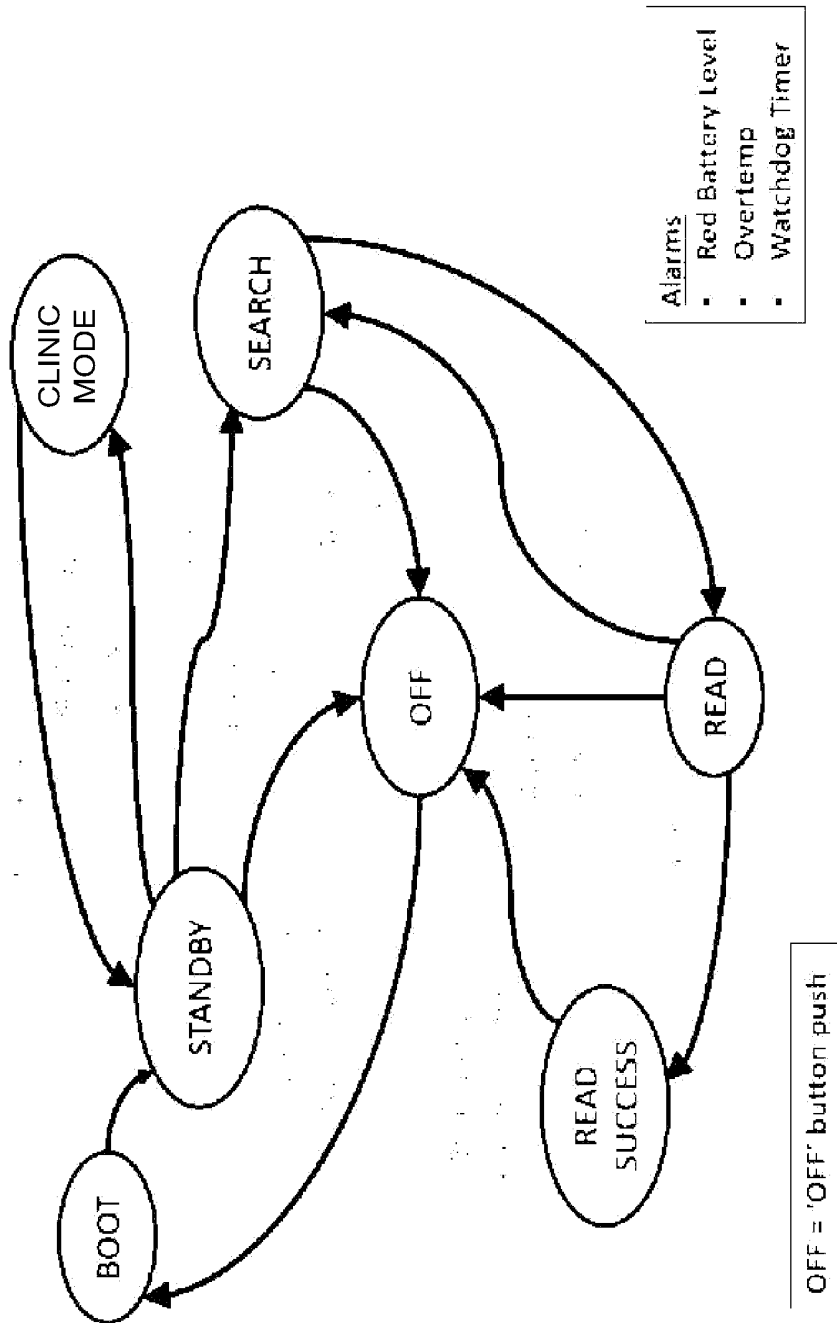 BOOT
STANDBY
CLINIC
MODE
SEARCH
OFF
READ
SUCCESS
READ
OFF = 'OFF' button push
Alarms
▪ Red Battery Level
▪ Overtemp
▪ Watchdog Timer